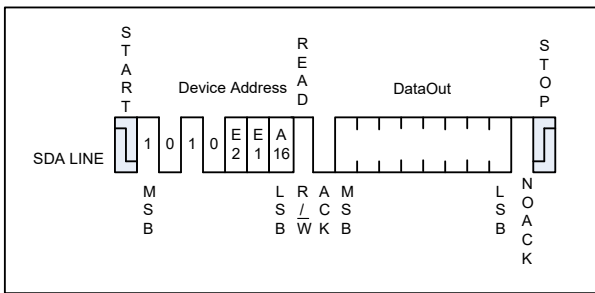 START
READ
STOP
Device Address
DataOut
SDA LINE
1 0 1 0 E2 E1 A16
MSB
LSB
R/W̅
ACK
MSB
LSB
NOACK